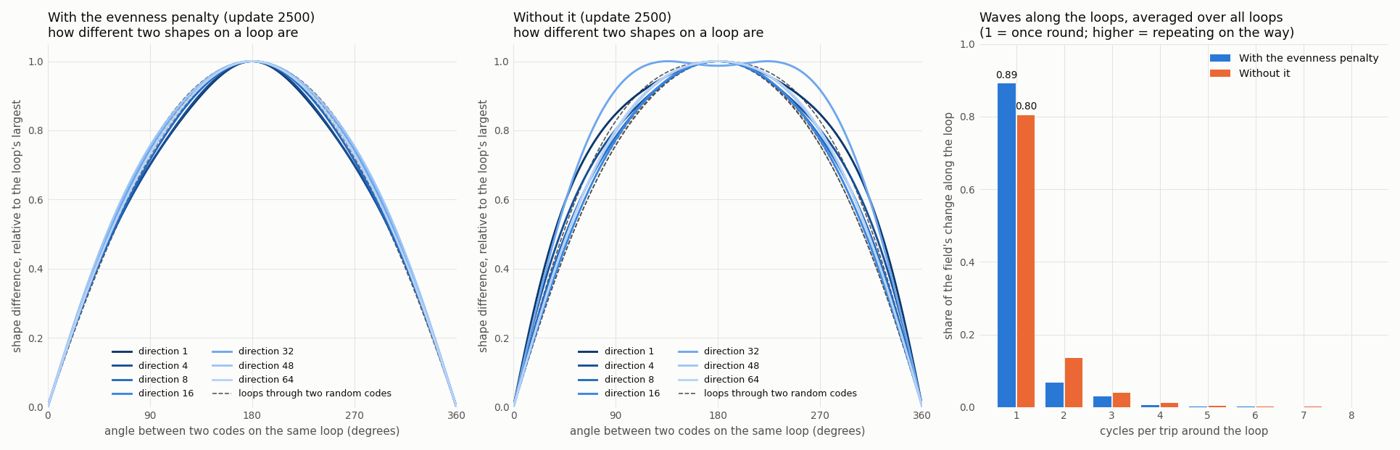 With the evenness penalty (update 2500)
how different two shapes on a loop are
shape difference, relative to the loop's largest
1.0
0.8
0.6
0.4
0.2
0.0
direction 1
direction 4
direction 8
direction 16
direction 32
direction 48
direction 64
loops through two random codes
0
90
180
270
360
angle between two codes on the same loop (degrees)
Without it (update 2500)
how different two shapes on a loop are
shape difference, relative to the loop's largest
1.0
0.8
0.6
0.4
0.2
0.0
direction 1
direction 4
direction 8
direction 16
direction 32
direction 48
direction 64
loops through two random codes
0
90
180
270
360
angle between two codes on the same loop (degrees)
Waves along the loops, averaged over all loops
(1 = once round; higher = repeating on the way)
share of the field's change along the loop
1.0
0.8
0.6
0.4
0.2
0.0
With the evenness penalty
Without it
0.89
0.80
1
2
3
4
5
6
7
8
cycles per trip around the loop